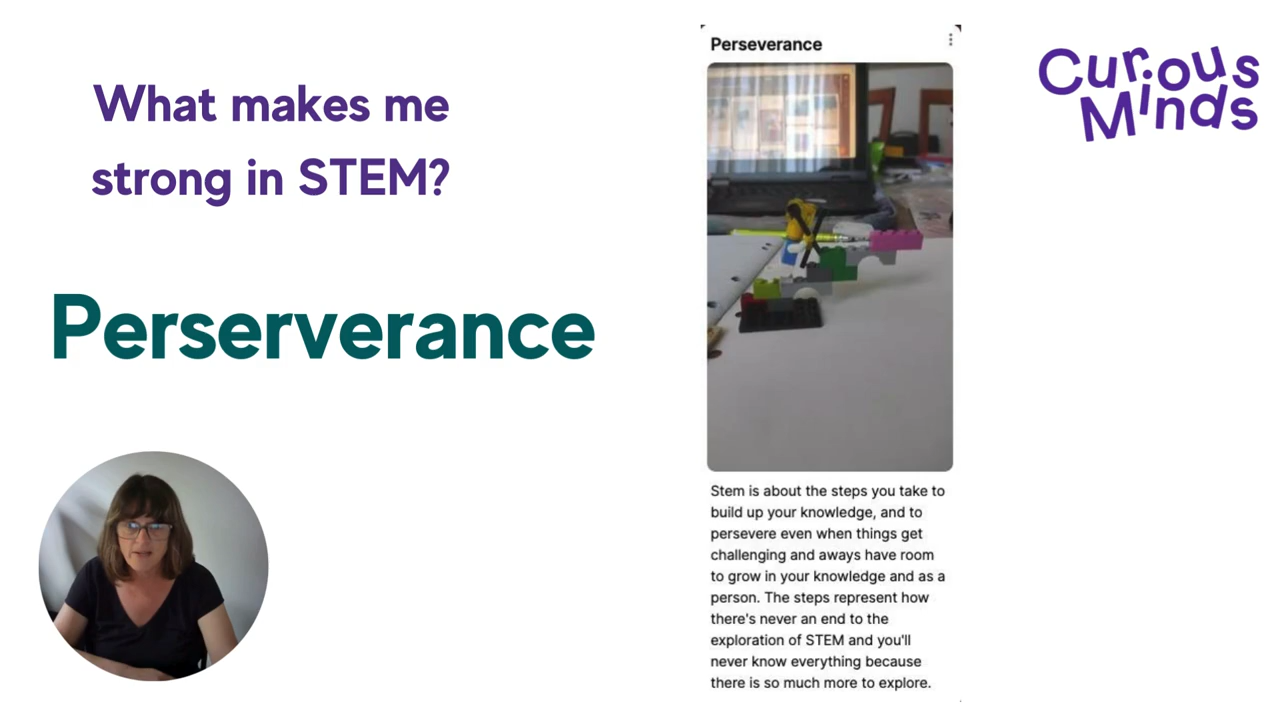 What makes me
strong in STEM?
Perserverance
Perseverance
Stem is about the steps you take to
build up your knowledge, and to
persevere even when things get
challenging and aways have room
to grow in your knowledge and as a
person. The steps represent how
there's never an end to the
exploration of STEM and you'll
never know everything because
there is so much more to explore.
Curious
Minds